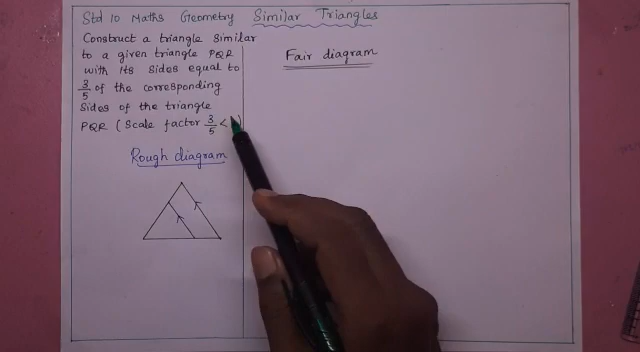 Std 10 Maths Geometry Similar Triangles
Construct a triangle similar
to a given triangle PQR
with its sides equal to
3/5 of the corresponding
sides of the triangle
PQR (Scale factor 3/5 <
Rough diagram
Fair diagram